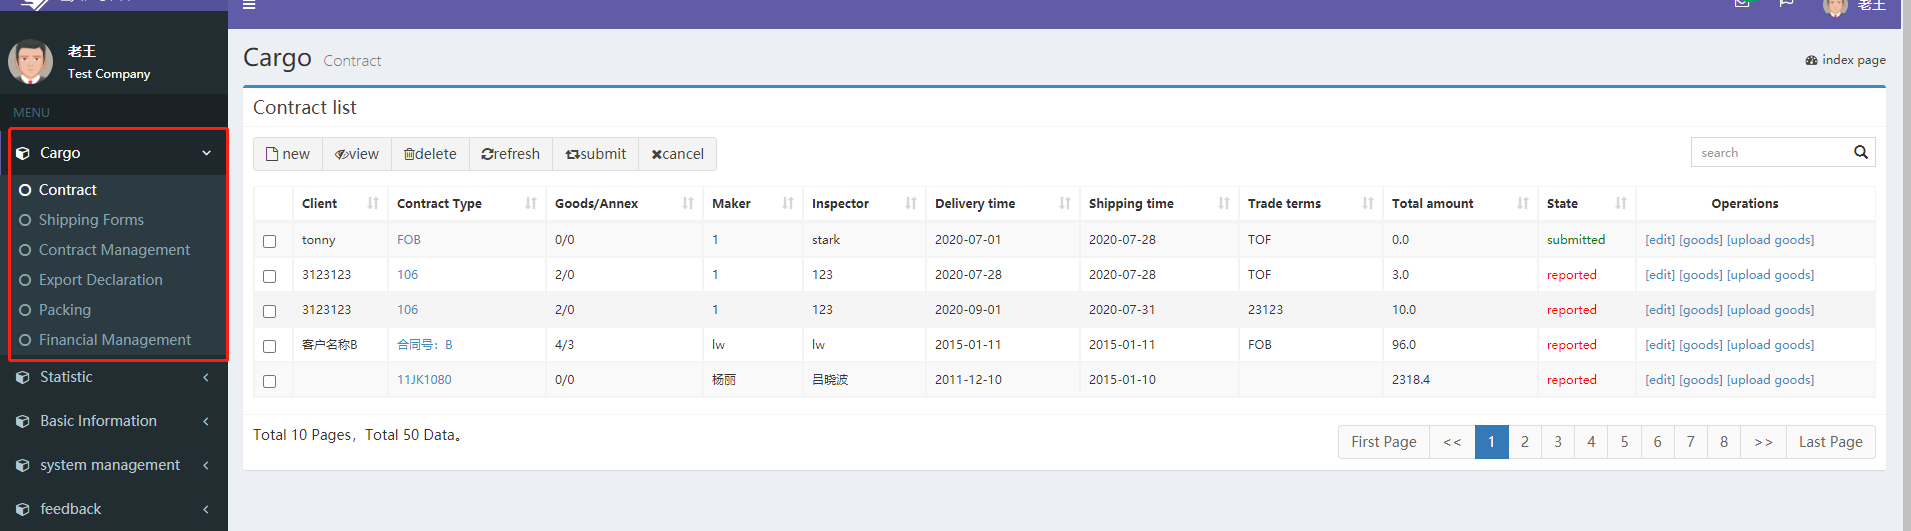 老王
老王
Test Company
MENU
Cargo
Contract
Shipping Forms
Contract Management
Export Declaration
Packing
Financial Management
Statistic
Basic Information
system management
feedback
Cargo Contract
index page
Contract list
new view delete refresh submit cancel
search
Client Contract Type Goods/Annex Maker Inspector Delivery time Shipping time Trade terms Total amount State Operations
tonny FOB 0/0 1 stark 2020-07-01 2020-07-28 TOF 0.0 submitted [edit] [goods] [upload goods]
3123123 106 2/0 1 123 2020-07-28 2020-07-28 TOF 3.0 reported [edit] [goods] [upload goods]
3123123 106 2/0 1 123 2020-09-01 2020-07-31 23123 10.0 reported [edit] [goods] [upload goods]
客户名称B 合同号：B 4/3 lw lw 2015-01-11 2015-01-11 FOB 96.0 reported [edit] [goods] [upload goods]
11JK1080 0/0 杨丽 吕晓波 2011-12-10 2015-01-10 2318.4 reported [edit] [goods] [upload goods]
Total 10 Pages，Total 50 Data。
First Page << 1 2 3 4 5 6 7 8 >> Last Page